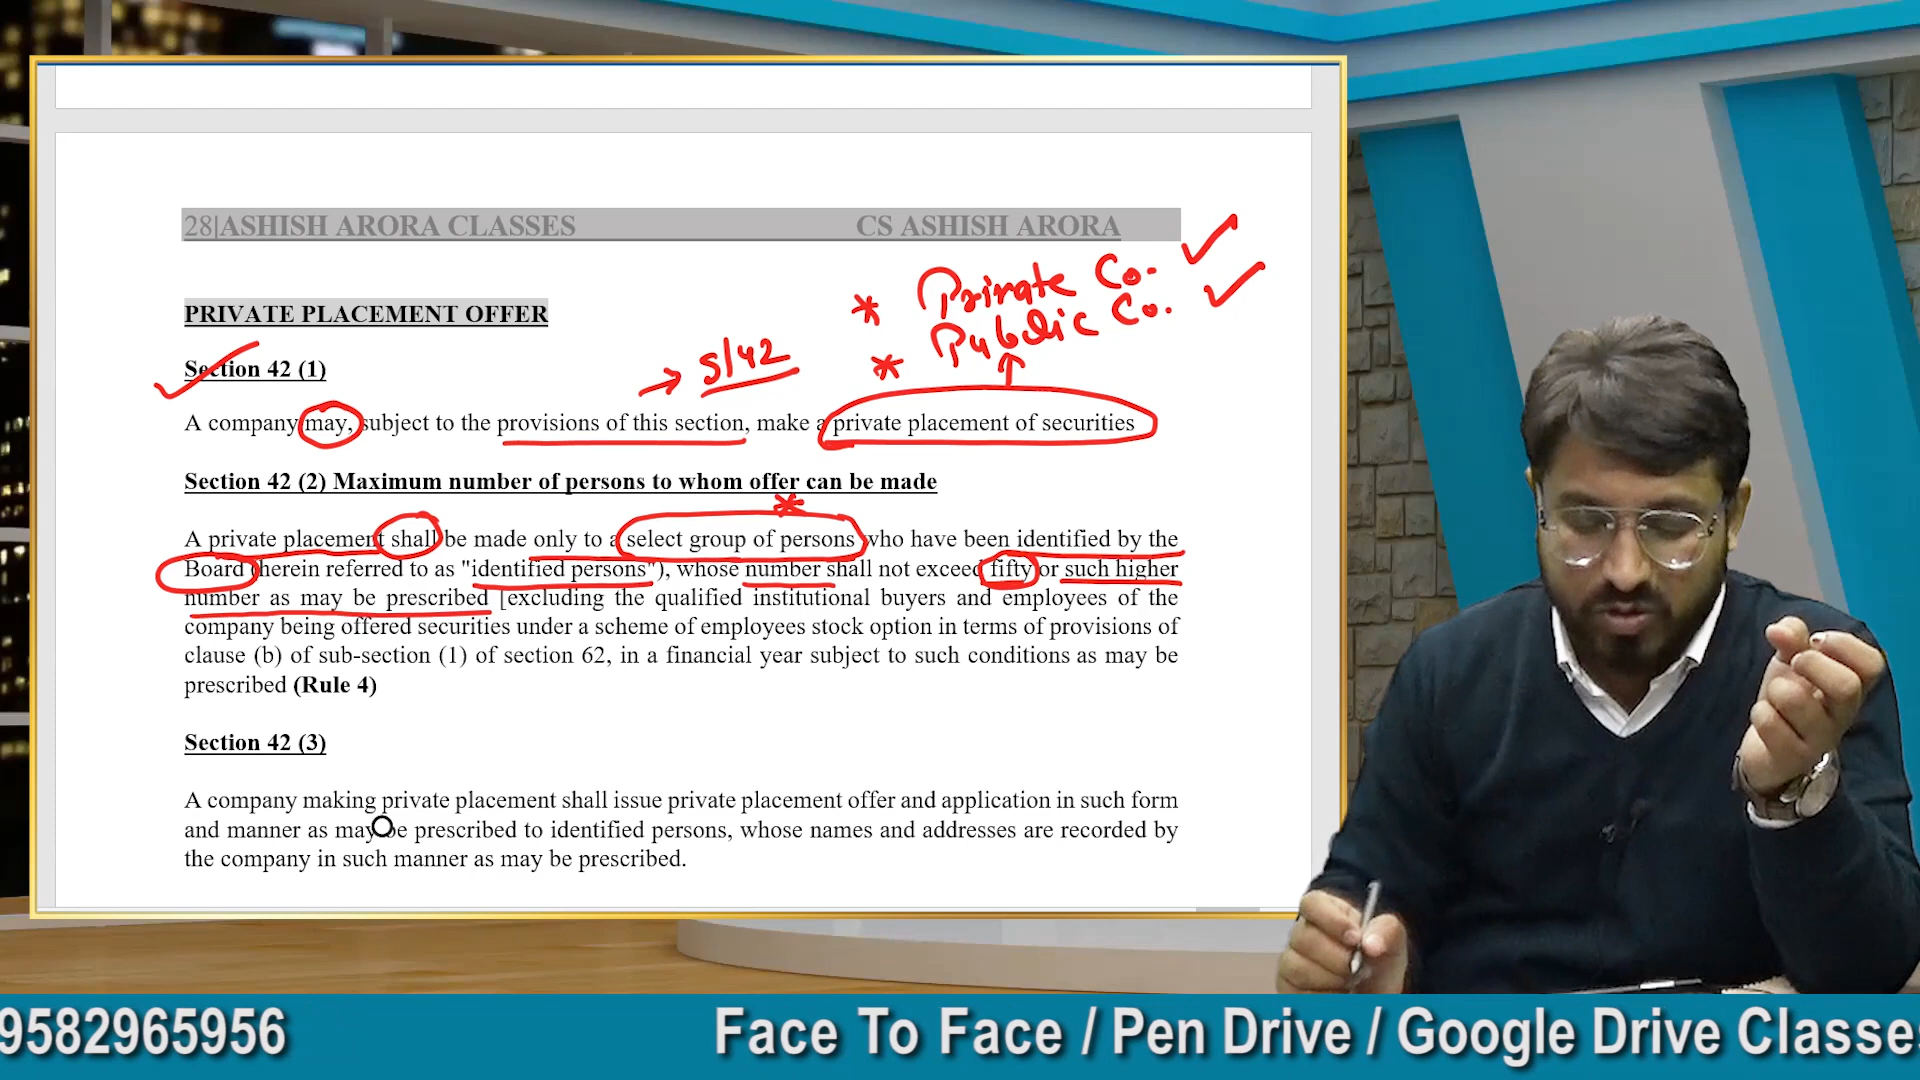 28|ASHISH ARORA CLASSES CS ASHISH ARORA
* Private Co.
* Public Co.
PRIVATE PLACEMENT OFFER
→ S/42
Section 42 (1)
A company may, subject to the provisions of this section, make a private placement of securities
Section 42 (2) Maximum number of persons to whom offer can be made
*
A private placement shall be made only to a select group of persons who have been identified by the
Board (herein referred to as "identified persons"), whose number shall not exceed fifty or such higher
number as may be prescribed [excluding the qualified institutional buyers and employees of the
company being offered securities under a scheme of employees stock option in terms of provisions of
clause (b) of sub-section (1) of section 62, in a financial year subject to such conditions as may be
prescribed (Rule 4)
Section 42 (3)
A company making private placement shall issue private placement offer and application in such form
and manner as may be prescribed to identified persons, whose names and addresses are recorded by
the company in such manner as may be prescribed.
9582965956 Face To Face / Pen Drive / Google Drive Classes